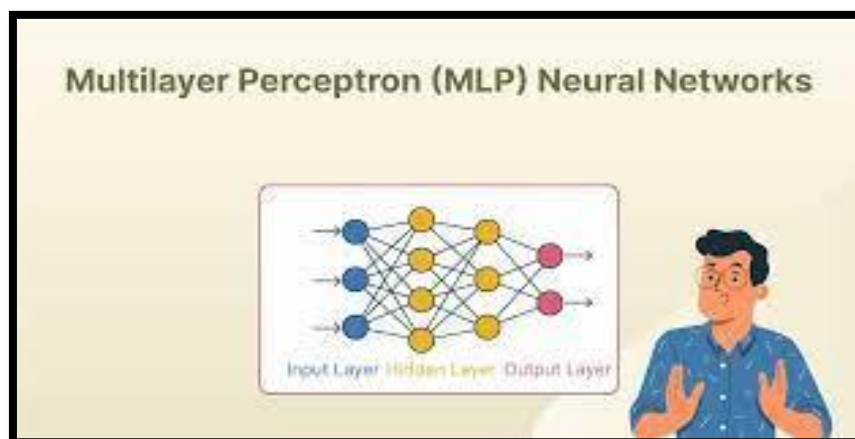 Multilayer Perceptron (MLP) Neural Networks
Input Layer Hidden Layer Output Layer